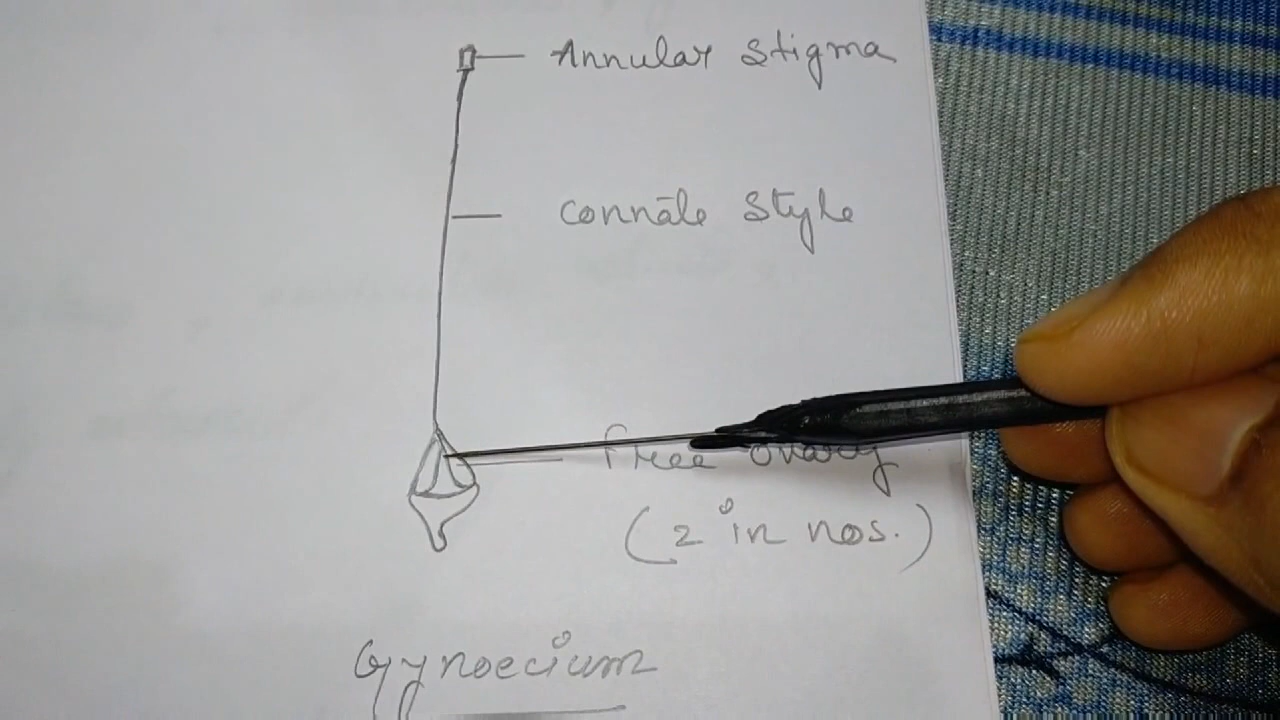 Annular stigma
Connate style
Free ovary
(2 in nos.)
Gynoecium